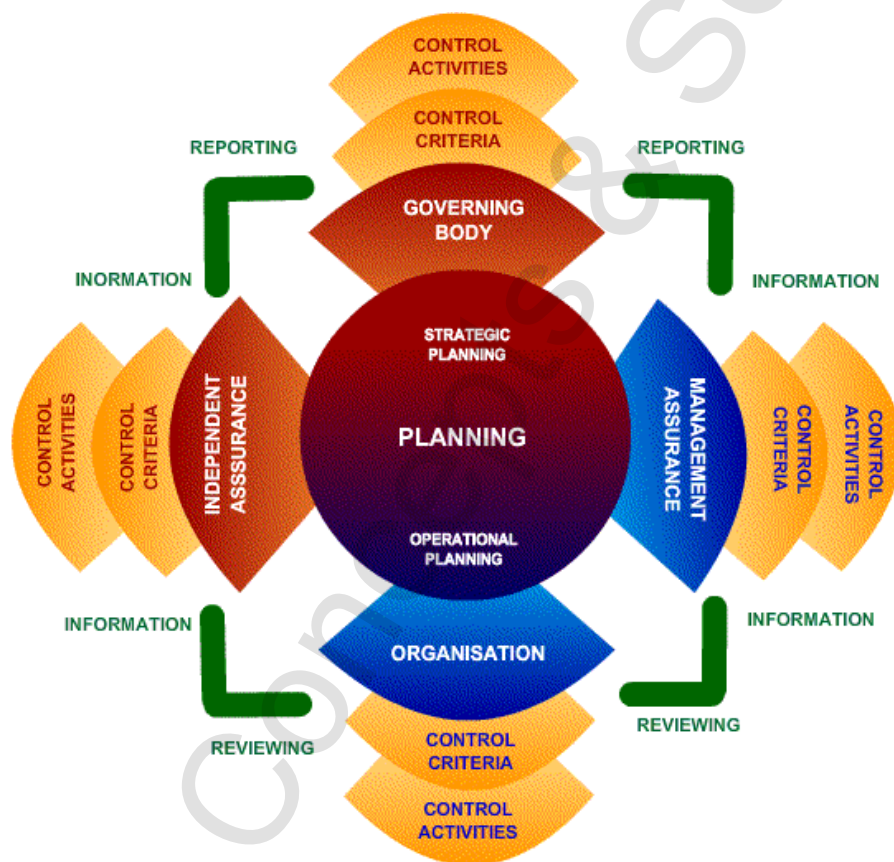 CONTROL
ACTIVITIES
CONTROL
CRITERIA
REPORTING
REPORTING
GOVERNING
BODY
INORMATION
INFORMATION
STRATEGIC
PLANNING
CONTROL
ACTIVITIES
CONTROL
CRITERIA
INDEPENDENT
ASSSURANCE
PLANNING
MANAGEMENT
ASSURANCE
CONTROL
CRITERIA
CONTROL
ACTIVITIES
OPERATIONAL
PLANNING
INFORMATION
INFORMATION
ORGANISATION
REVIEWING
REVIEWING
CONTROL
CRITERIA
CONTROL
ACTIVITIES
Concepts &